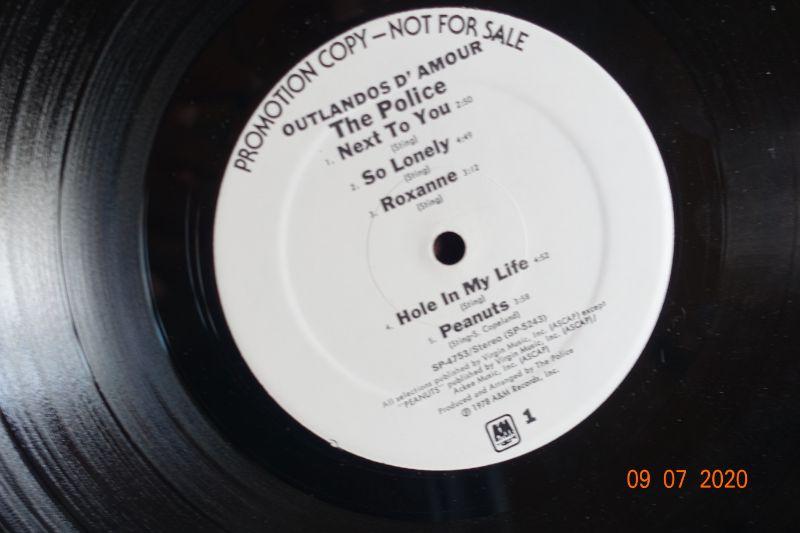 PROMOTION COPY—NOT FOR SALE
OUTLANDOS D' AMOUR
The Police
1. Next To You 2:50
(Sting)
2. So Lonely 4:49
(Sting)
3. Roxanne 3:12
(Sting)
4. Hole In My Life 4:52
(Sting)
5. Peanuts 3:58
(Sting-S. Copeland)
SP-4753/Stereo (SP-5243)
All selections published by Virgin Music, Inc. (ASCAP) except
"PEANUTS" published by Virgin Music, Inc. (ASCAP)/
Ackee Music, Inc. (ASCAP)
Produced and Arranged by The Police
℗ 1978 A&M Records, Inc.
A&M 1
09 07 2020